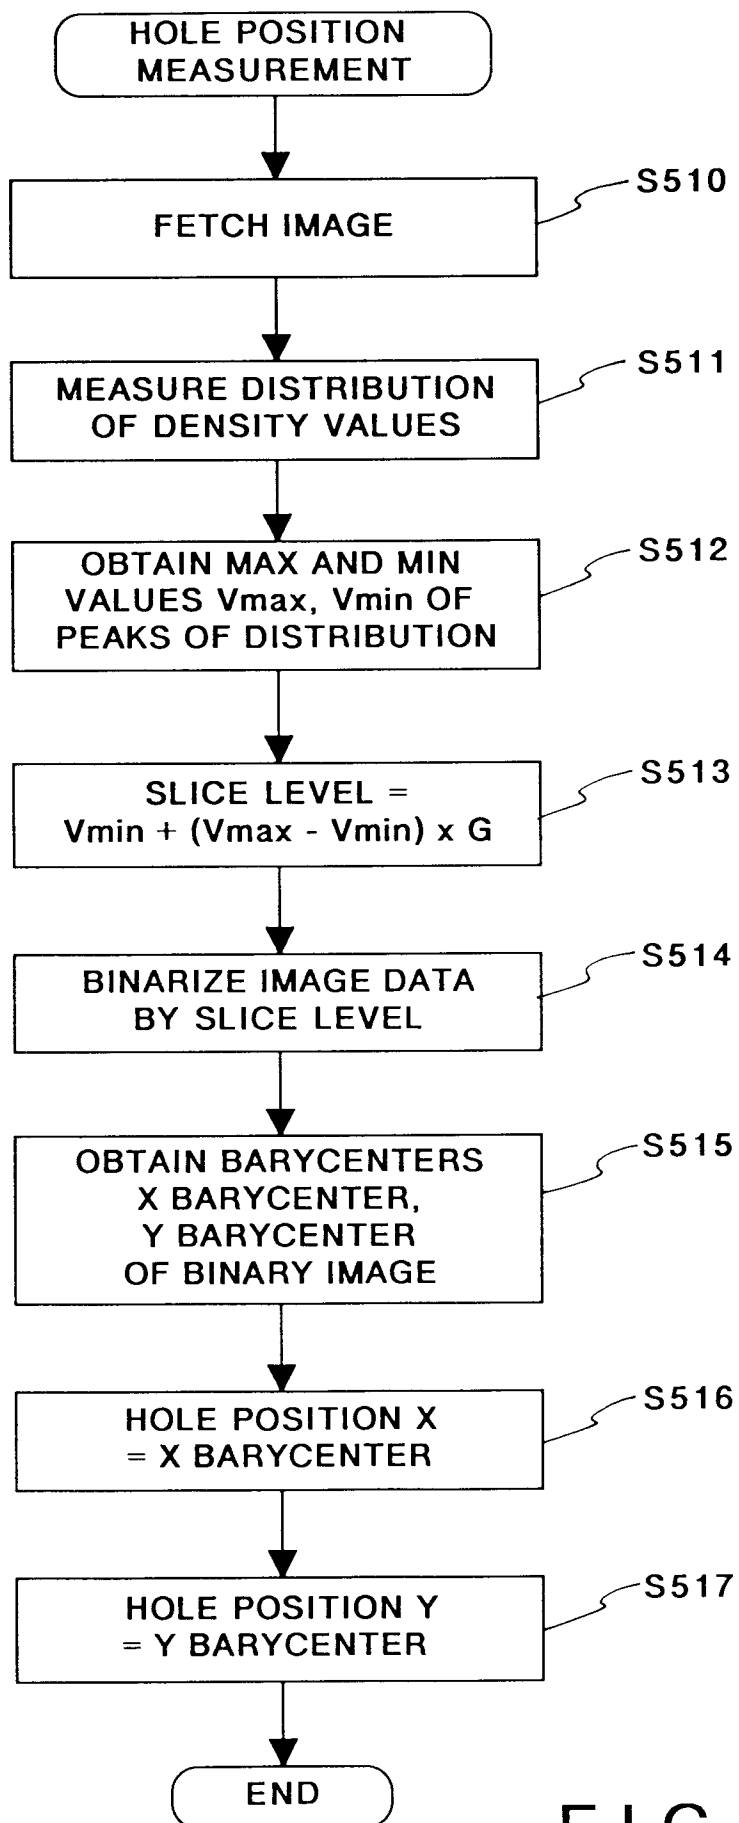 HOLE POSITION
MEASUREMENT
S510
FETCH IMAGE
S511
MEASURE DISTRIBUTION
OF DENSITY VALUES
S512
OBTAIN MAX AND MIN
VALUES Vmax, Vmin OF
PEAKS OF DISTRIBUTION
S513
SLICE LEVEL =
Vmin + (Vmax - Vmin) x G
S514
BINARIZE IMAGE DATA
BY SLICE LEVEL
S515
OBTAIN BARYCENTERS
X BARYCENTER,
Y BARYCENTER
OF BINARY IMAGE
S516
HOLE POSITION X
= X BARYCENTER
S517
HOLE POSITION Y
= Y BARYCENTER
END